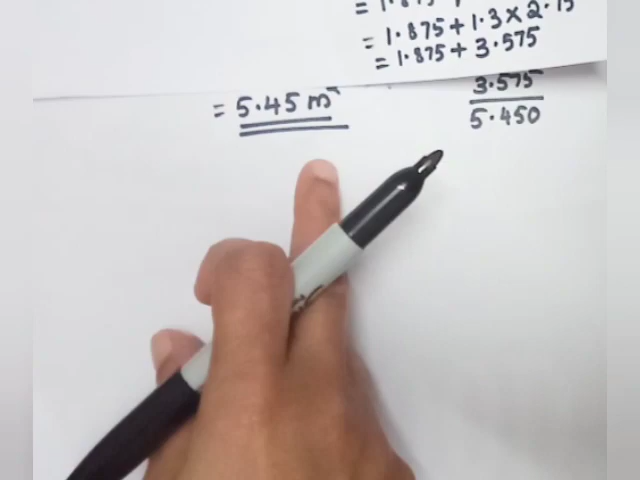 = 1.875 + 1.3 × 2.75
= 1.875 + 3.575
= 5.45 m
3.575
5.450